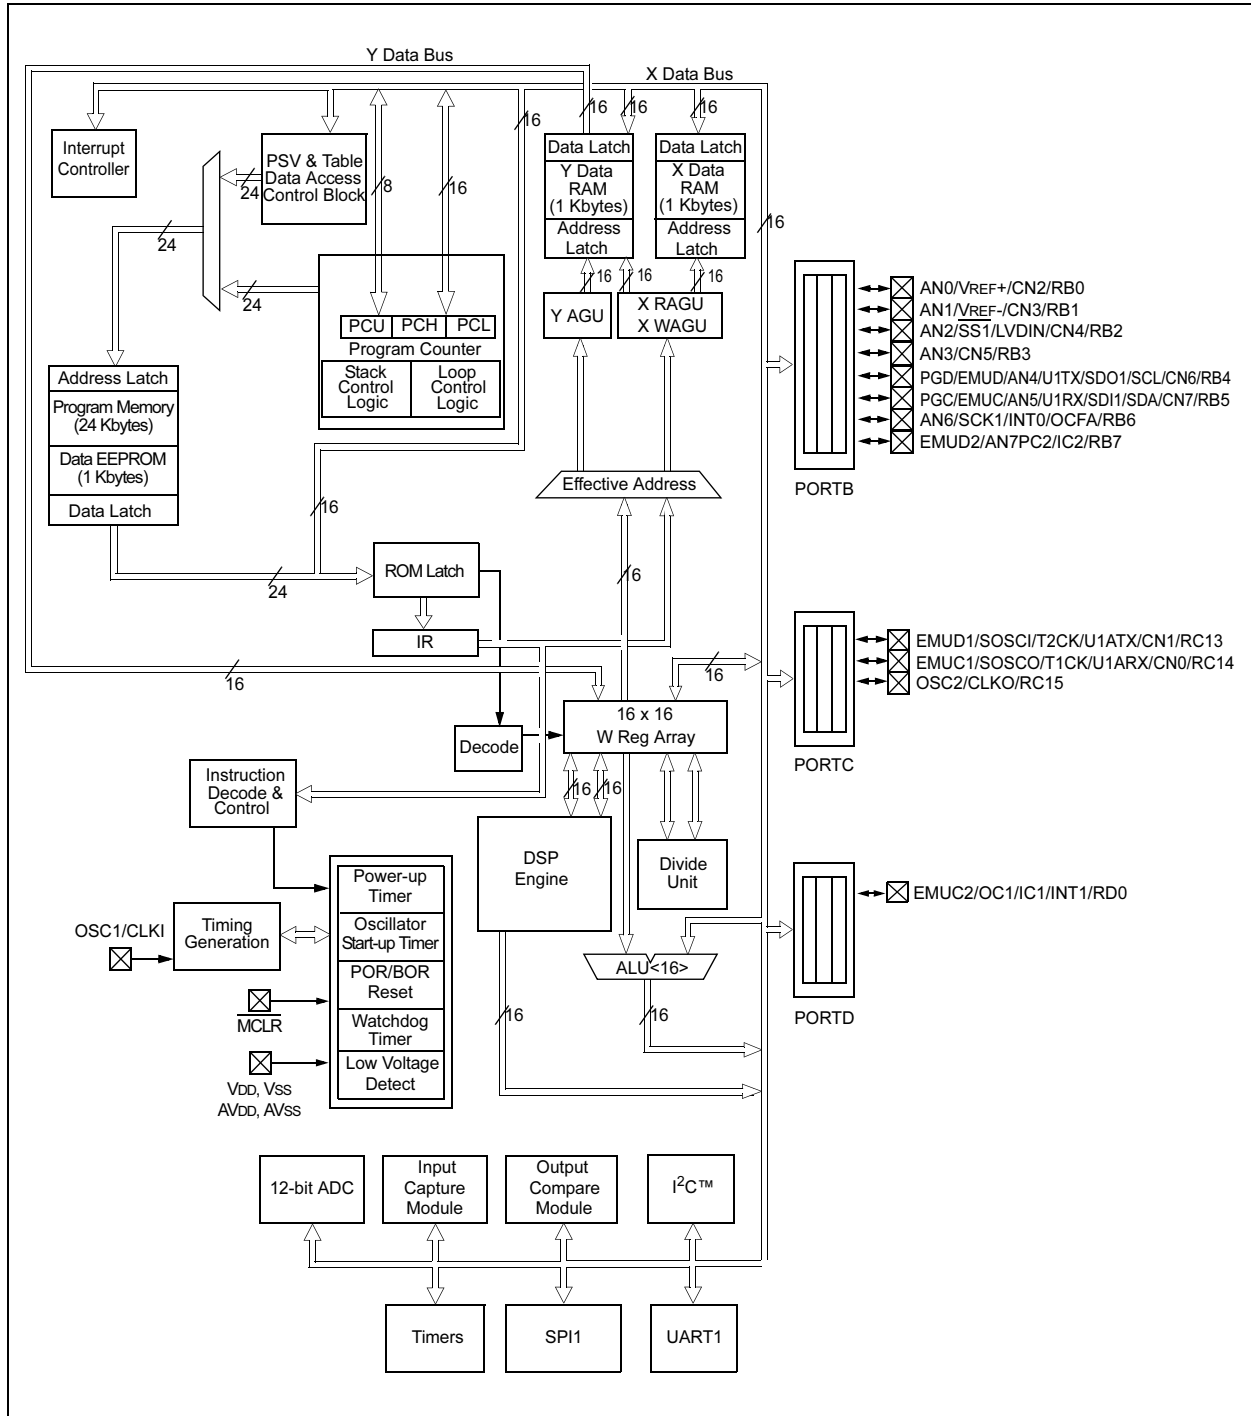 Y Data Bus
X Data Bus
16
16
16
16
Interrupt
Controller
PSV & Table
Data Access
Control Block
24
8
16
24
24
Data Latch
Y Data
RAM
(1 Kbytes)
Address
Latch
Data Latch
X Data
RAM
(1 Kbytes)
Address
Latch
16
16
16
16
Y AGU
X RAGU
X WAGU
PCU
PCH
PCL
Program Counter
Stack
Control
Logic
Loop
Control
Logic
Address Latch
Program Memory
(24 Kbytes)
Data EEPROM
(1 Kbytes)
Data Latch
16
24
Effective Address
16
ROM Latch
IR
16
16
16 x 16
W Reg Array
Decode
Instruction
Decode &
Control
16
16
DSP
Engine
Divide
Unit
Power-up
Timer
Oscillator
Start-up Timer
POR/BOR
Reset
Watchdog
Timer
Low Voltage
Detect
OSC1/CLKI
Timing
Generation
MCLR
VDD, VSS
AVDD, AVSS
ALU<16>
16
16
AN0/VREF+/CN2/RB0
AN1/VREF-/CN3/RB1
AN2/SS1/LVDIN/CN4/RB2
AN3/CN5/RB3
PGD/EMUD/AN4/U1TX/SDO1/SCL/CN6/RB4
PGC/EMUC/AN5/U1RX/SDI1/SDA/CN7/RB5
AN6/SCK1/INT0/OCFA/RB6
EMUD2/AN7PC2/IC2/RB7
PORTB
EMUD1/SOSCI/T2CK/U1ATX/CN1/RC13
EMUC1/SOSCO/T1CK/U1ARX/CN0/RC14
OSC2/CLKO/RC15
PORTC
EMUC2/OC1/IC1/INT1/RD0
PORTD
12-bit ADC
Input
Capture
Module
Output
Compare
Module
I²C™
Timers
SPI1
UART1